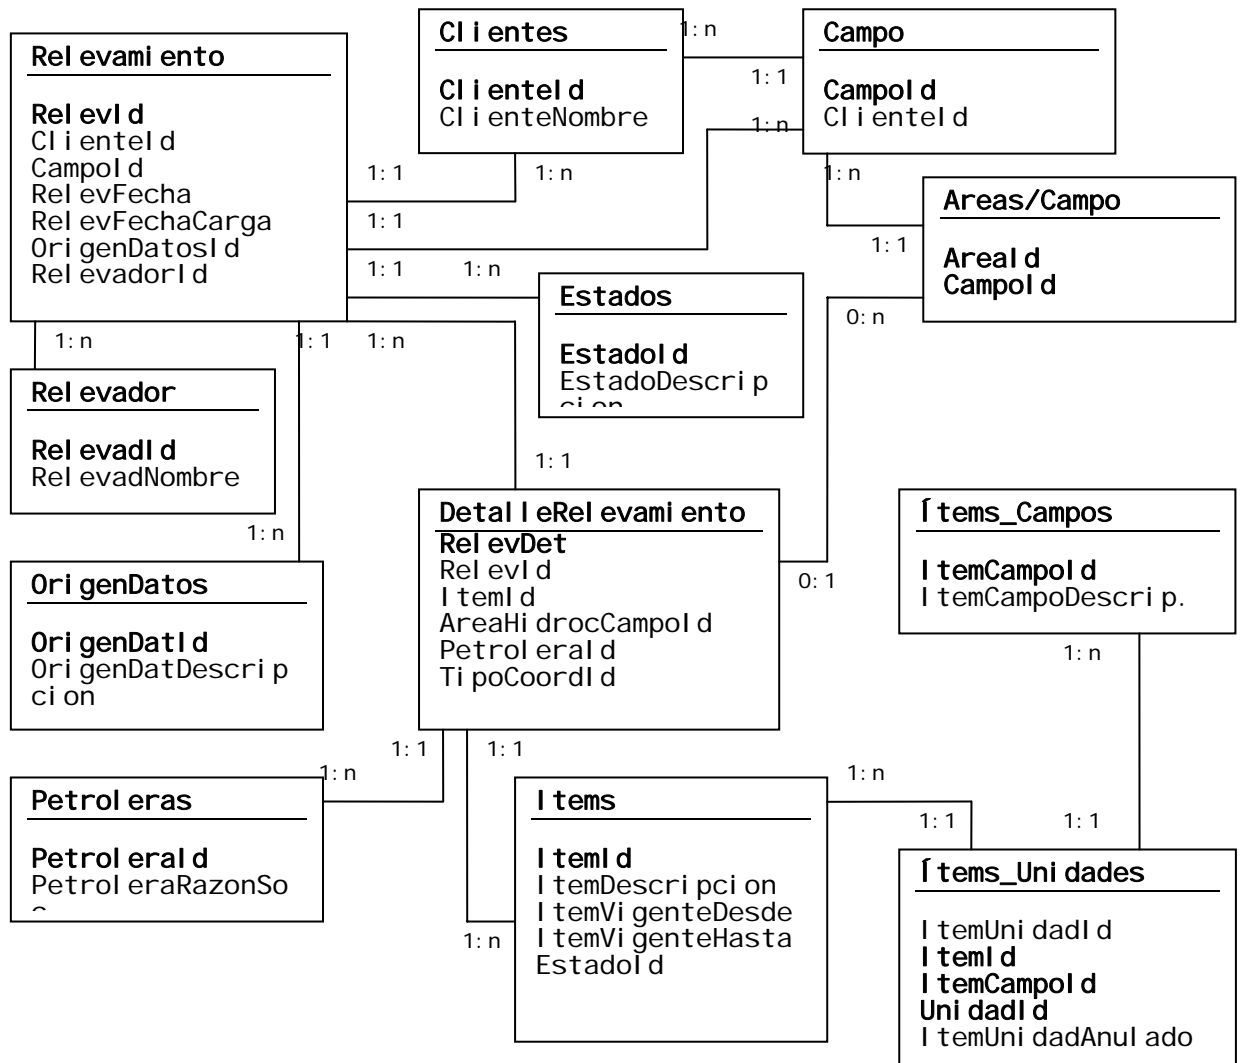 Relevamiento
RelevId
ClienteId
CampoId
RelevFecha
RelevFechaCarga
OrigenDatosId
RelevadorId
Clientes
ClienteId
ClienteNombre
1:n
1:1
Campo
CampoId
ClienteId
1:n
1:1
1:n
1:1
1:n
1:1
Areas/Campo
AreaId
CampoId
1:1
1:n
Estados
EstadoId
EstadoDescrip
cion
0:n
1:n
1:1
1:n
Relevador
RelevadId
RelevadNombre
1:1
1:n
DetalleRelevamiento
RelevDet
RelevId
ItemId
AreaHidrocCampoId
PetroleraId
TipoCoordId
0:1
Ítems_Campos
ItemCampoId
ItemCampoDescrip.
1:n
OrigenDatos
OrigenDatId
OrigenDatDescrip
cion
1:1
1:1
1:n
Petroleras
PetroleraId
PetroleraRazonSo
1:n
Items
ItemId
ItemDescripcion
ItemVigenteDesde
ItemVigenteHasta
EstadoId
1:n
1:1
1:1
Ítems_Unidades
ItemUnidadId
ItemId
ItemCampoId
UnidadId
ItemUnidadAnulado